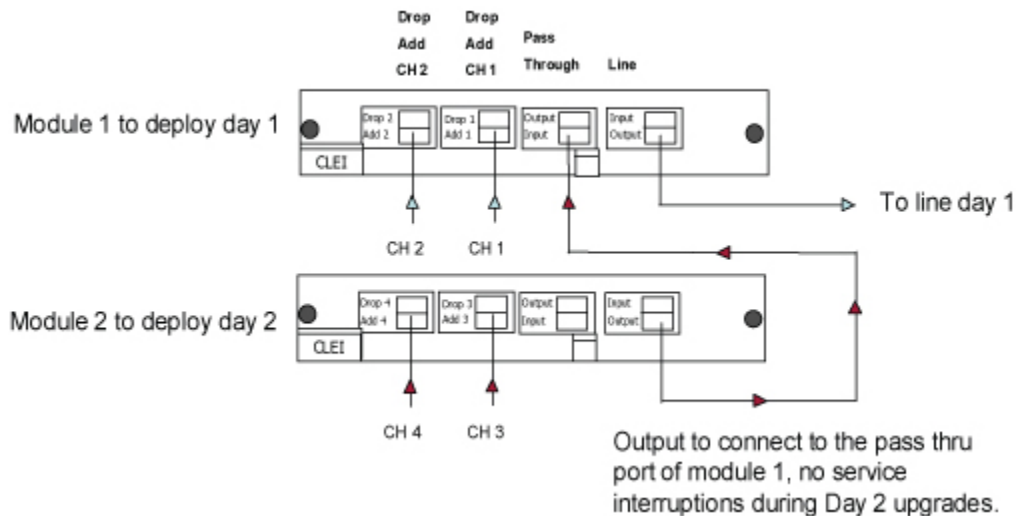 Drop
Add
CH 2
Drop
Add
CH 1
Pass
Through
Line
Module 1 to deploy day 1
Drop 2
Add 2
Drop 1
Add 1
Output
Input
Input
Output
CLEI
To line day 1
CH 2
CH 1
Module 2 to deploy day 2
Drop 4
Add 4
Drop 3
Add 3
Output
Input
Input
Output
CLEI
CH 4
CH 3
Output to connect to the pass thru
port of module 1, no service
interruptions during Day 2 upgrades.